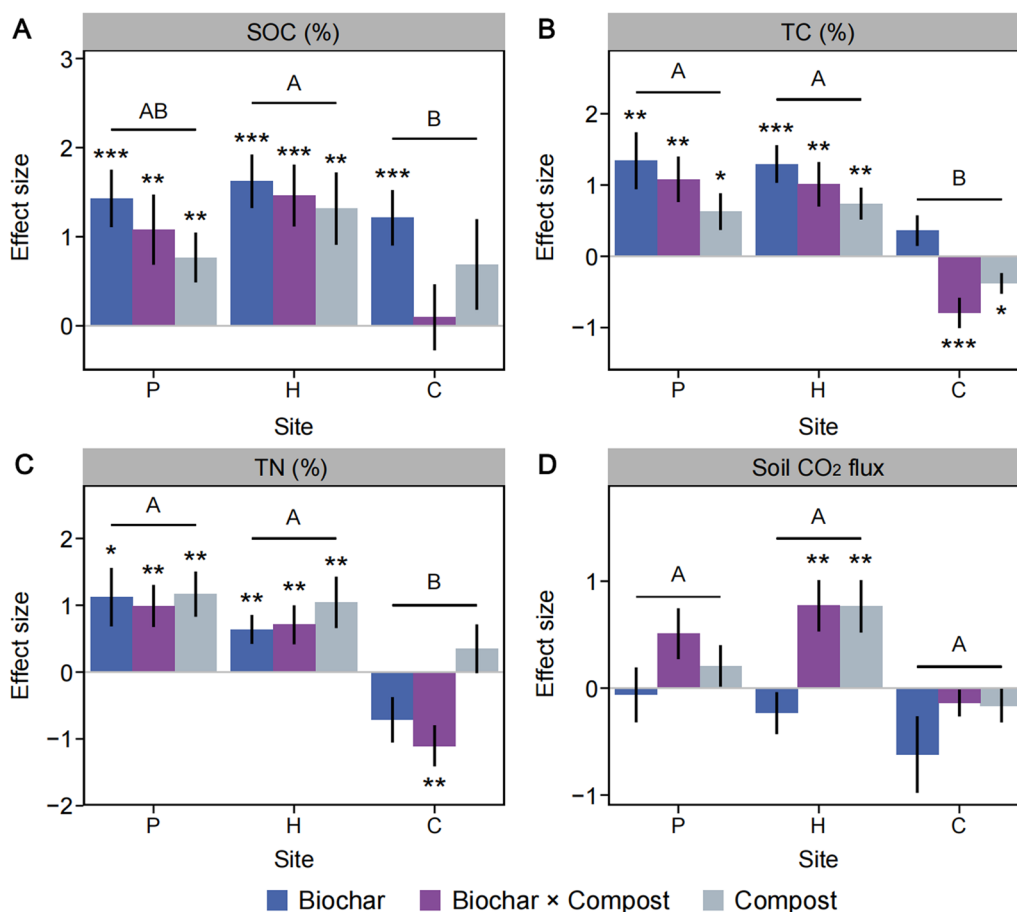 A
SOC (%)
Effect size
3
2
1
0
AB
A
B
***
**
**
***
***
**
***
P
H
C
Site
B
TC (%)
Effect size
2
1
0
−1
A
A
B
**
**
*
***
**
**
***
*
P
H
C
Site
C
TN (%)
Effect size
2
1
0
−1
−2
A
A
B
*
**
**
**
**
**
**
P
H
C
Site
D
Soil CO₂ flux
Effect size
1
0
−1
A
A
A
**
**
P
H
C
Site
Biochar
Biochar × Compost
Compost